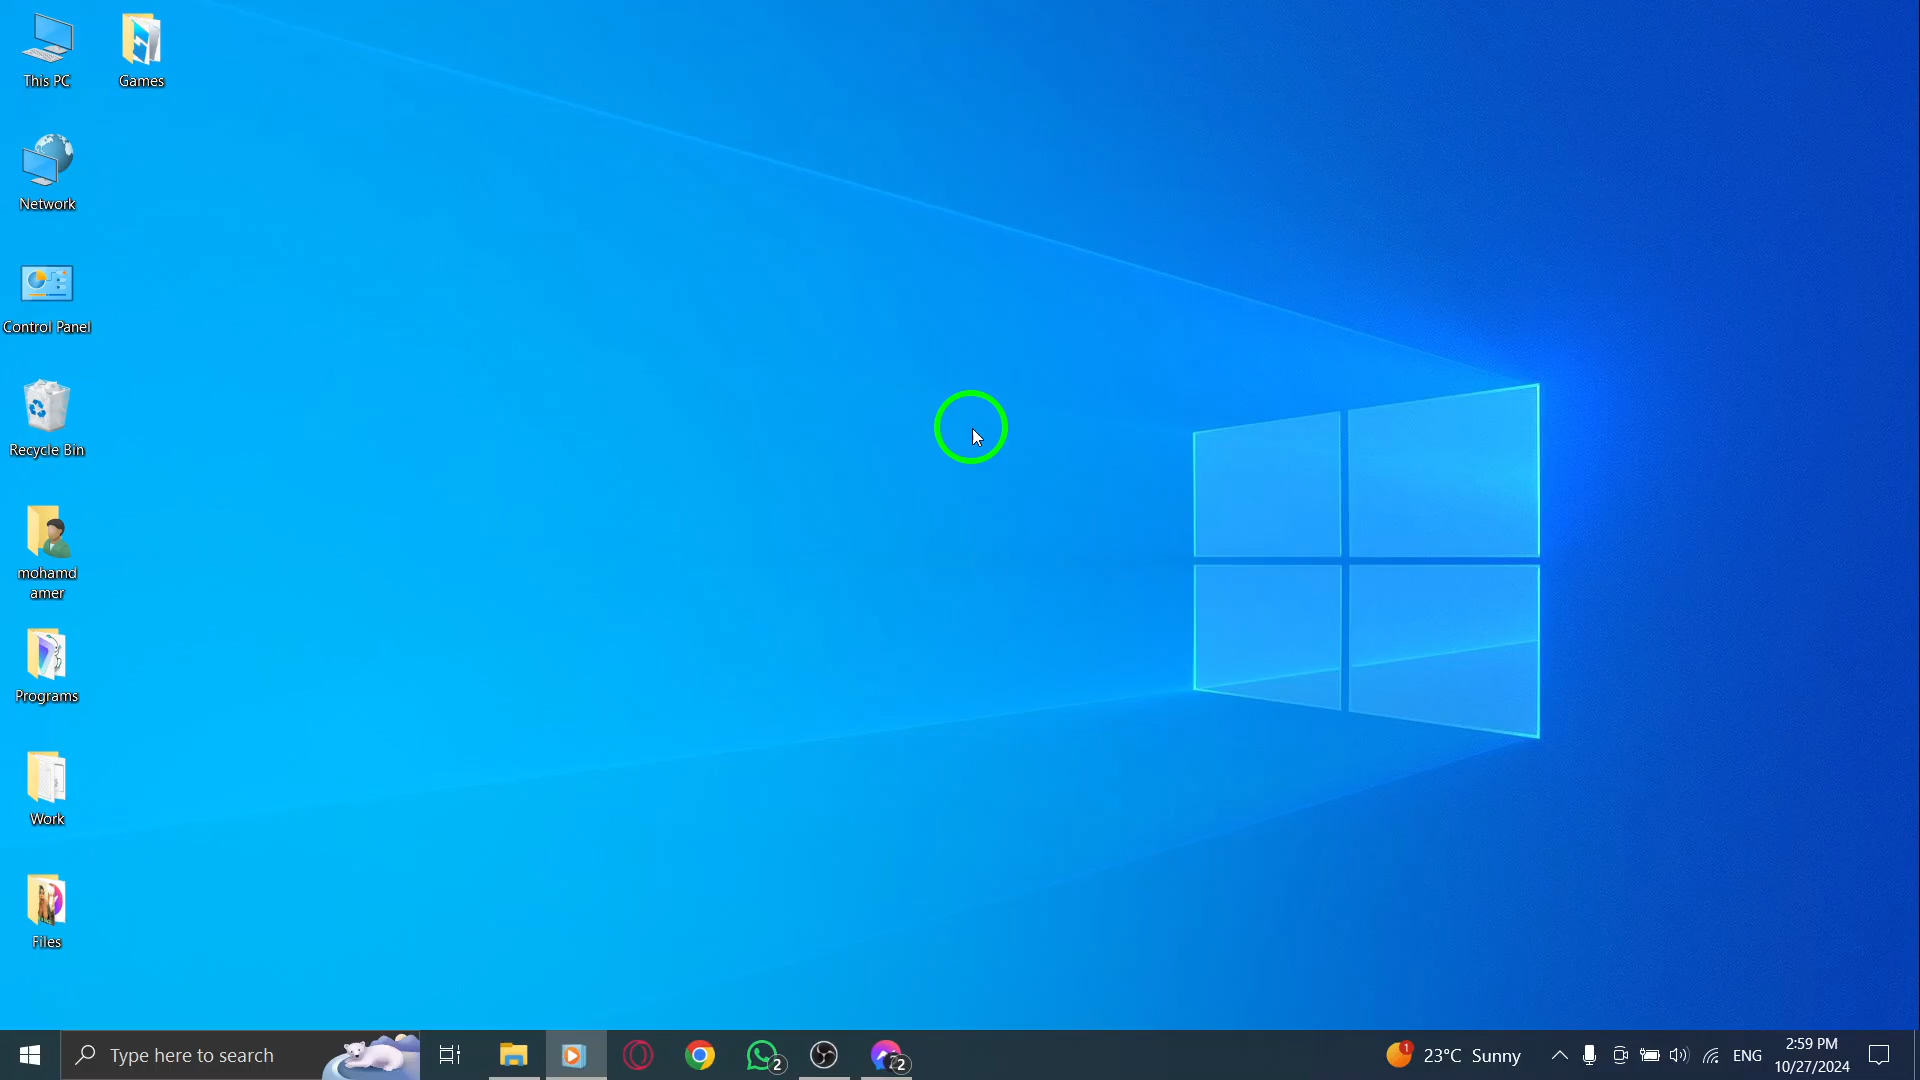 This PC
Games
Network
Control Panel
Recycle Bin
mohamd
amer
Programs
Work
Files
Type here to search
2
2
1
23°C Sunny
ENG
2:59 PM
10/27/2024